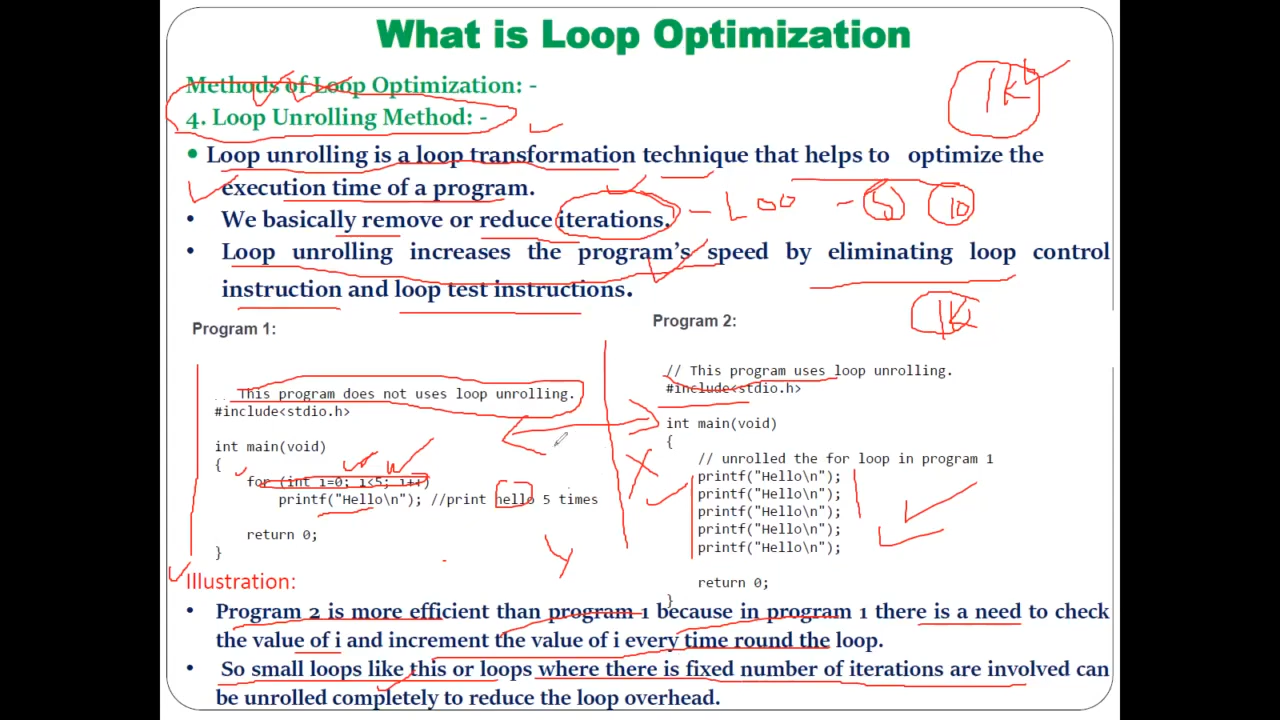 What is Loop Optimization
Methods of Loop Optimization: -
4. Loop Unrolling Method: -
1k
• Loop unrolling is a loop transformation technique that helps to optimize the
execution time of a program.
• We basically remove or reduce iterations. - Loo - 5 10
• Loop unrolling increases the program's speed by eliminating loop control
instruction and loop test instructions.
1k
Program 1:
This program does not uses loop unrolling.
#include<stdio.h>
int main(void)
{
for (int i=0; i<5; i++)
printf("Hello\n"); //print hello 5 times
return 0;
}
Program 2:
// This program uses loop unrolling.
#include<stdio.h>
int main(void)
{
// unrolled the for loop in program 1
printf("Hello\n");
printf("Hello\n");
printf("Hello\n");
printf("Hello\n");
printf("Hello\n");
return 0;
}
Illustration:
• Program 2 is more efficient than program 1 because in program 1 there is a need to check
the value of i and increment the value of i every time round the loop.
• So small loops like this or loops where there is fixed number of iterations are involved can
be unrolled completely to reduce the loop overhead.